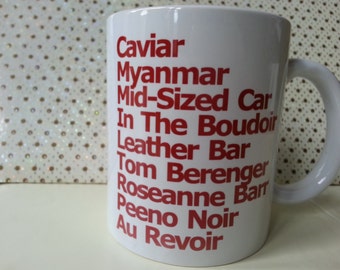 Caviar
Myanmar
Mid-Sized Car
In The Boudoir
Leather Bar
Tom Berenger
Roseanne Barr
Peeno Noir
Au Revoir